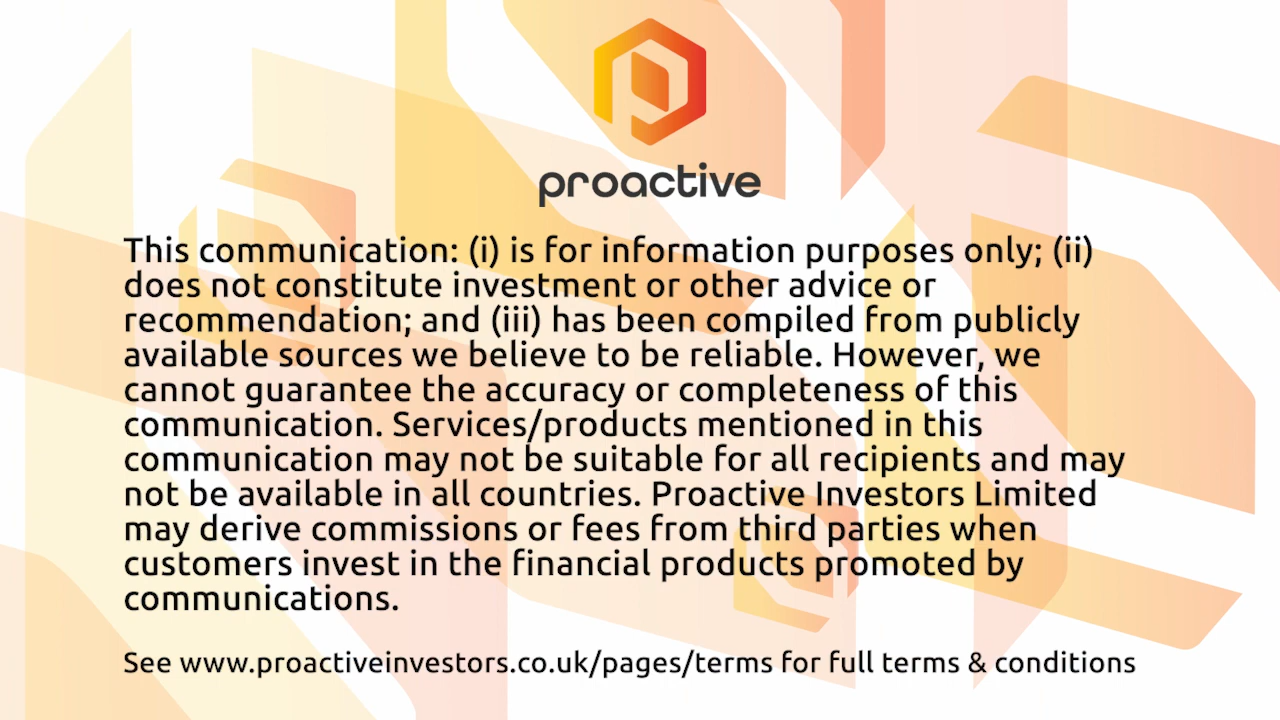 proactive
This communication: (i) is for information purposes only; (ii)
does not constitute investment or other advice or
recommendation; and (iii) has been compiled from publicly
available sources we believe to be reliable. However, we
cannot guarantee the accuracy or completeness of this
communication. Services/products mentioned in this
communication may not be suitable for all recipients and may
not be available in all countries. Proactive Investors Limited
may derive commissions or fees from third parties when
customers invest in the financial products promoted by
communications.
See www.proactiveinvestors.co.uk/pages/terms for full terms & conditions